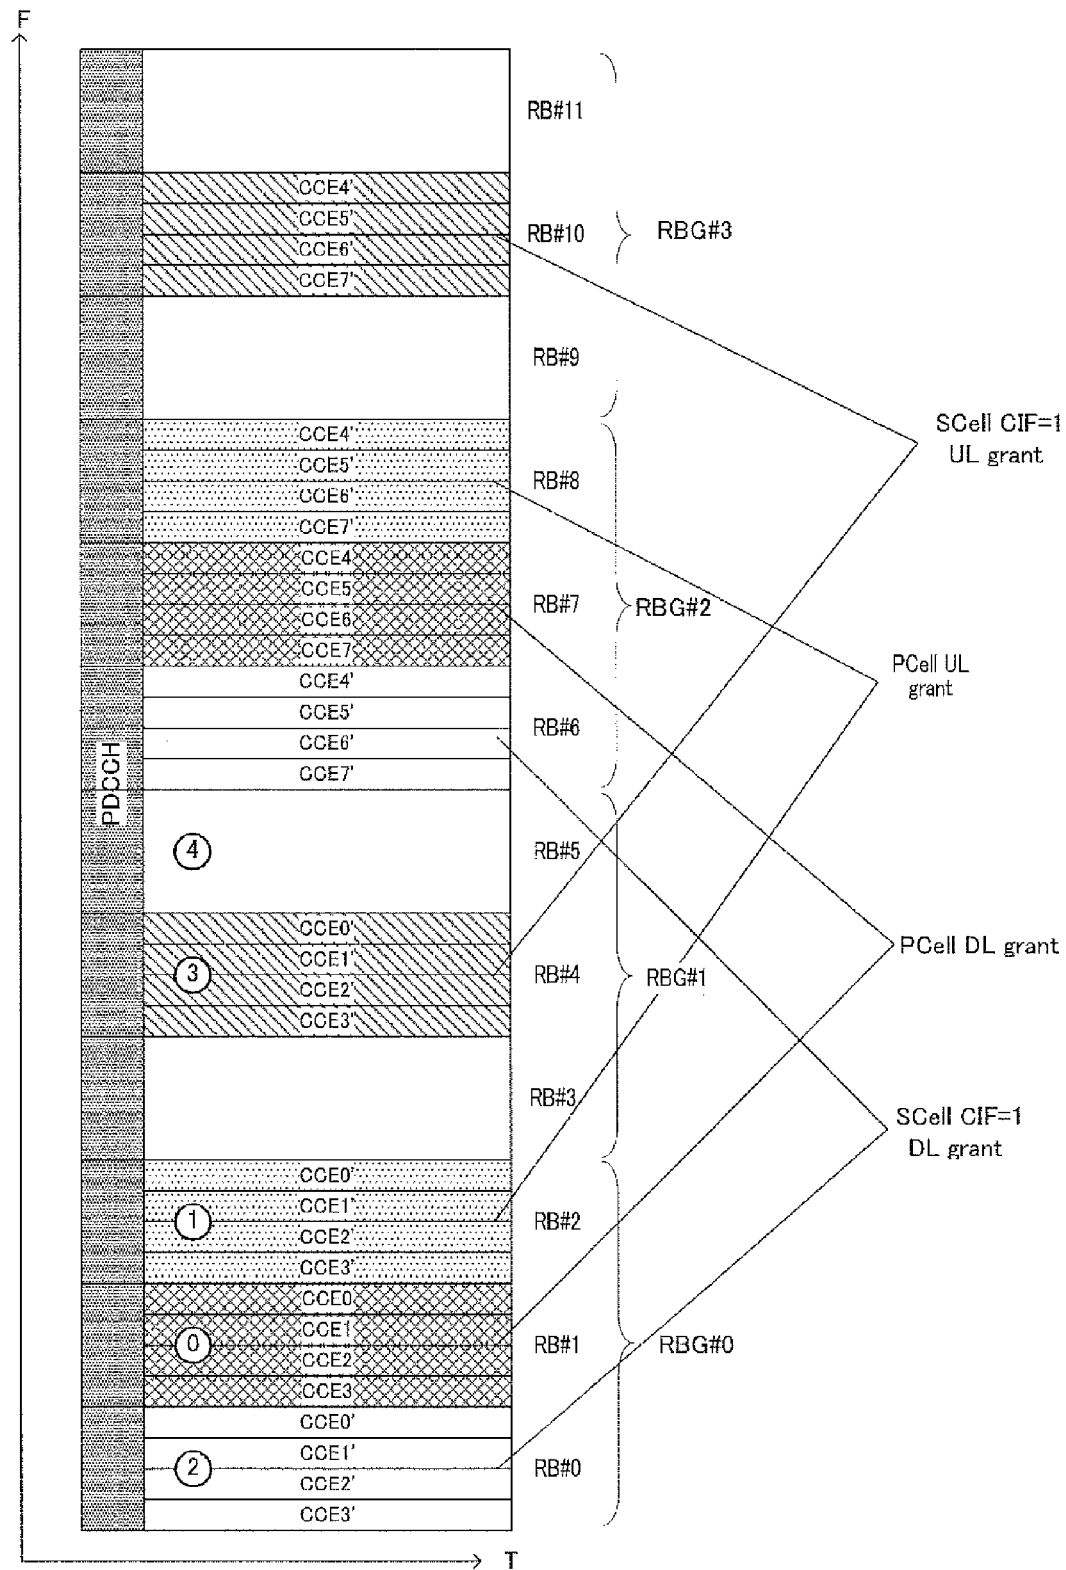 F
RB#11
CCE4'
CCE5'
CCE6'
CCE7'
RB#10
RBG#3
RB#9
SCell CIF=1
UL grant
CCE4'
CCE5'
CCE6'
CCE7'
RB#8
CCE4
CCE5
CCE6
CCE7
RB#7
RBG#2
PCell UL
grant
CCE4'
CCE5'
CCE6'
CCE7'
RB#6
PDCCH
4
RB#5
CCE0'
CCE1'
CCE2'
CCE3'
3
RB#4
RBG#1
PCell DL grant
RB#3
SCell CIF=1
DL grant
CCE0'
CCE1'
CCE2'
CCE3'
1
RB#2
CCE0
CCE1
CCE2
CCE3
0
RB#1
RBG#0
CCE0'
CCE1'
CCE2'
CCE3'
2
RB#0
T